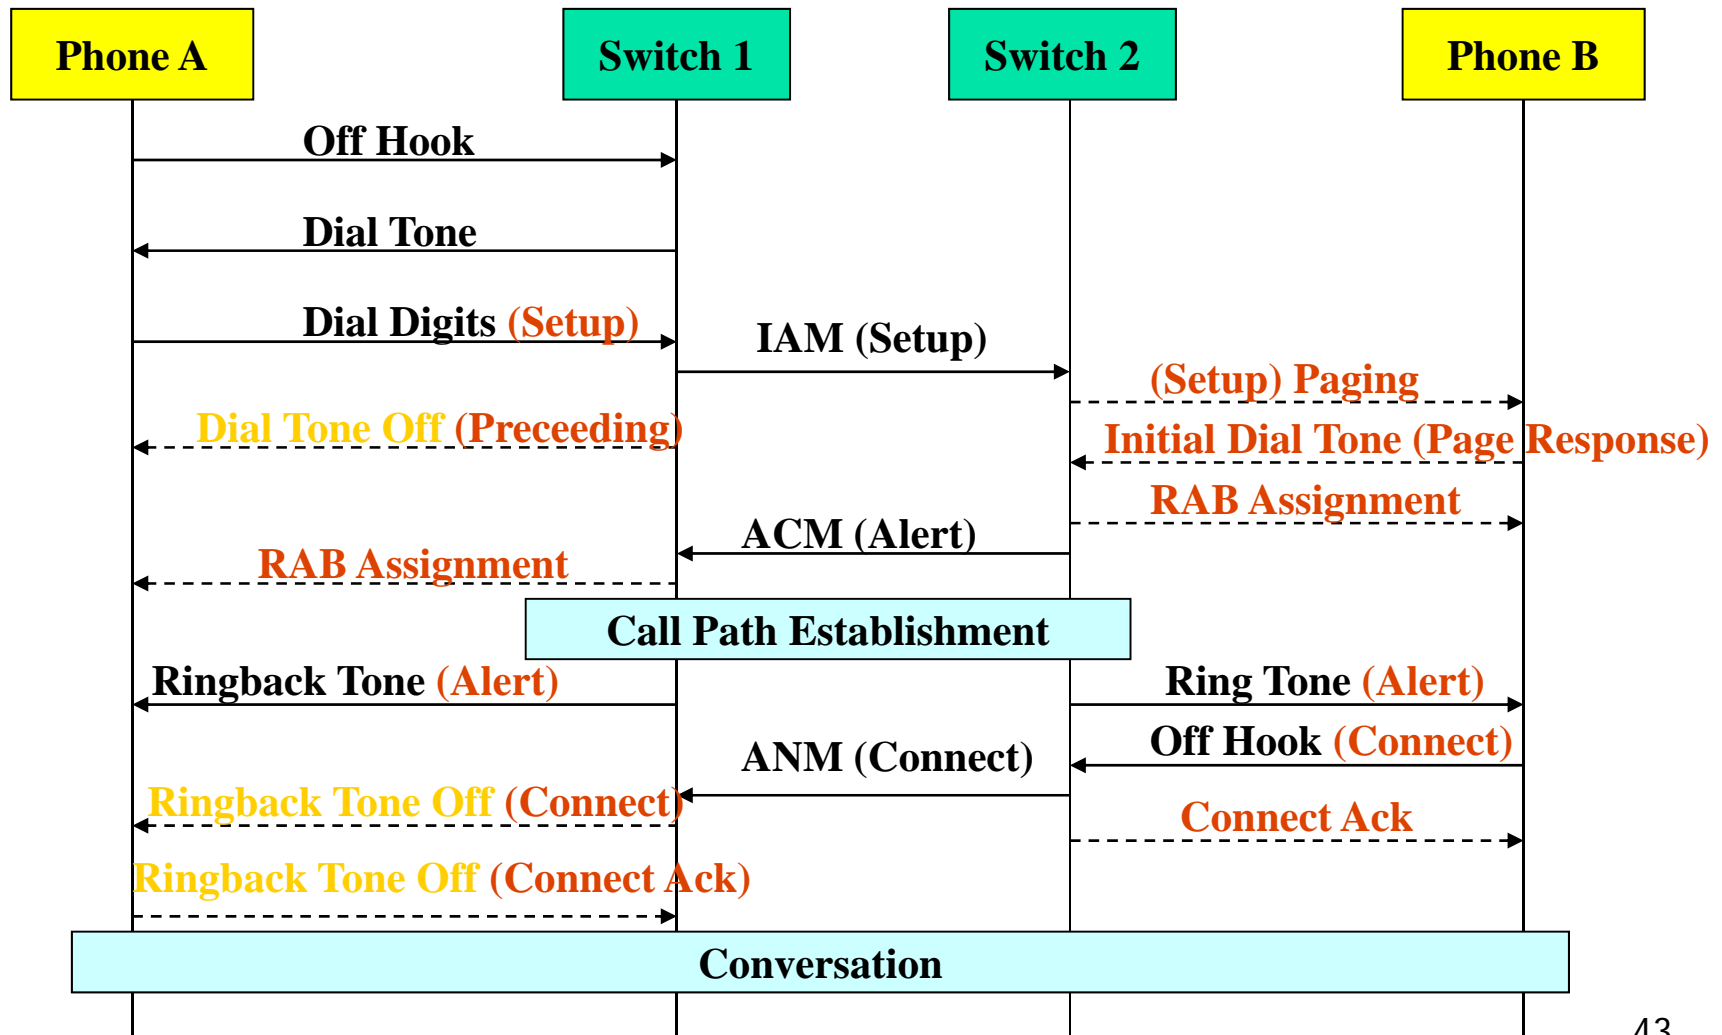 Phone A
Switch 1
Switch 2
Phone B
Off Hook
Dial Tone
Dial Digits (Setup)
IAM (Setup)
(Setup) Paging
Dial Tone Off (Preceeding)
Initial Dial Tone (Page Response)
RAB Assignment
ACM (Alert)
RAB Assignment
Call Path Establishment
Ringback Tone (Alert)
Ring Tone (Alert)
Off Hook (Connect)
ANM (Connect)
Ringback Tone Off (Connect)
Connect Ack
Ringback Tone Off (Connect Ack)
Conversation
43